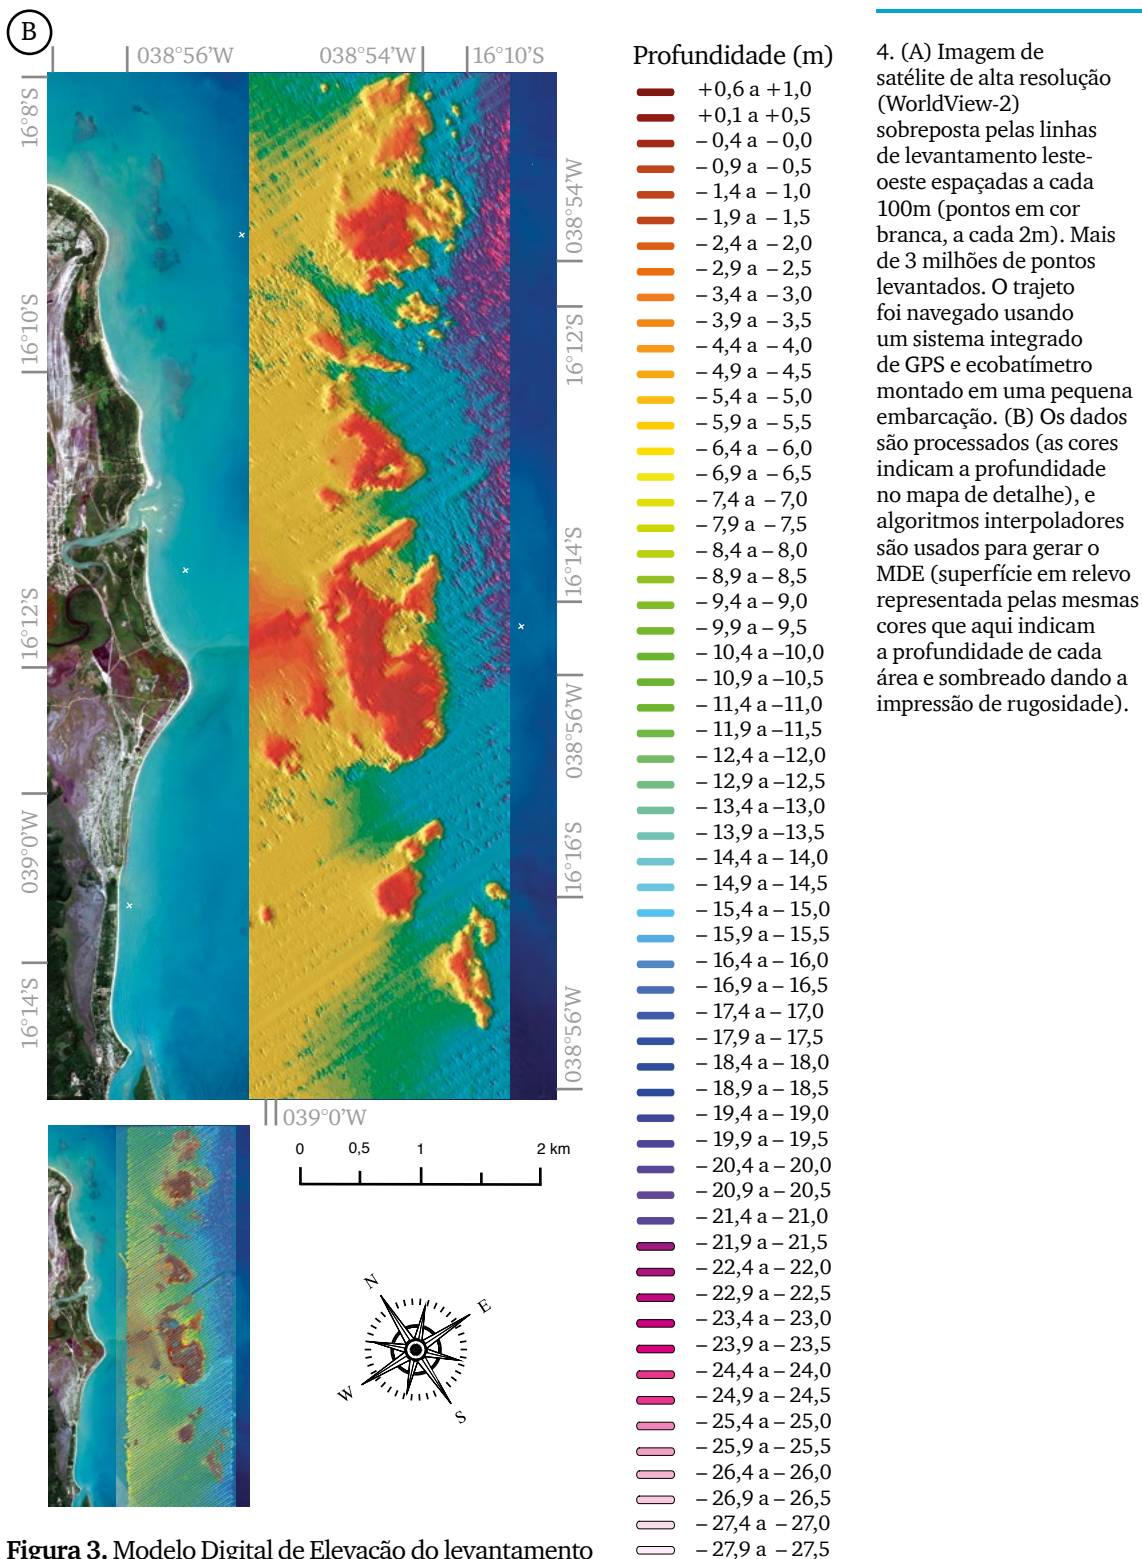 B
038°56'W
038°54'W
16°10'S
16°8'S
16°10'S
16°12'S
039°0'W
16°14'S
038°54'W
16°12'S
16°14'S
038°56'W
16°16'S
038°56'W
039°0'W
0 0,5 1 2 km
N
E
W
S
Profundidade (m)
+0,6 a +1,0
+0,1 a +0,5
–0,4 a –0,0
–0,9 a –0,5
–1,4 a –1,0
–1,9 a –1,5
–2,4 a –2,0
–2,9 a –2,5
–3,4 a –3,0
–3,9 a –3,5
–4,4 a –4,0
–4,9 a –4,5
–5,4 a –5,0
–5,9 a –5,5
–6,4 a –6,0
–6,9 a –6,5
–7,4 a –7,0
–7,9 a –7,5
–8,4 a –8,0
–8,9 a –8,5
–9,4 a –9,0
–9,9 a –9,5
–10,4 a –10,0
–10,9 a –10,5
–11,4 a –11,0
–11,9 a –11,5
–12,4 a –12,0
–12,9 a –12,5
–13,4 a –13,0
–13,9 a –13,5
–14,4 a –14,0
–14,9 a –14,5
–15,4 a –15,0
–15,9 a –15,5
–16,4 a –16,0
–16,9 a –16,5
–17,4 a –17,0
–17,9 a –17,5
–18,4 a –18,0
–18,9 a –18,5
–19,4 a –19,0
–19,9 a –19,5
–20,4 a –20,0
–20,9 a –20,5
–21,4 a –21,0
–21,9 a –21,5
–22,4 a –22,0
–22,9 a –22,5
–23,4 a –23,0
–23,9 a –23,5
–24,4 a –24,0
–24,9 a –24,5
–25,4 a –25,0
–25,9 a –25,5
–26,4 a –26,0
–26,9 a –26,5
–27,4 a –27,0
–27,9 a –27,5
4. (A) Imagem de
satélite de alta resolução
(WorldView-2)
sobreposta pelas linhas
de levantamento leste-
oeste espaçadas a cada
100m (pontos em cor
branca, a cada 2m). Mais
de 3 milhões de pontos
levantados. O trajeto
foi navegado usando
um sistema integrado
de GPS e ecobatímetro
montado em uma pequena
embarcação. (B) Os dados
são processados (as cores
indicam a profundidade
no mapa de detalhe), e
algoritmos interpoladores
são usados para gerar o
MDE (superfície em relevo
representada pelas mesmas
cores que aqui indicam
a profundidade de cada
área e sombreado dando a
impressão de rugosidade).
Figura 3. Modelo Digital de Elevação do levantamento